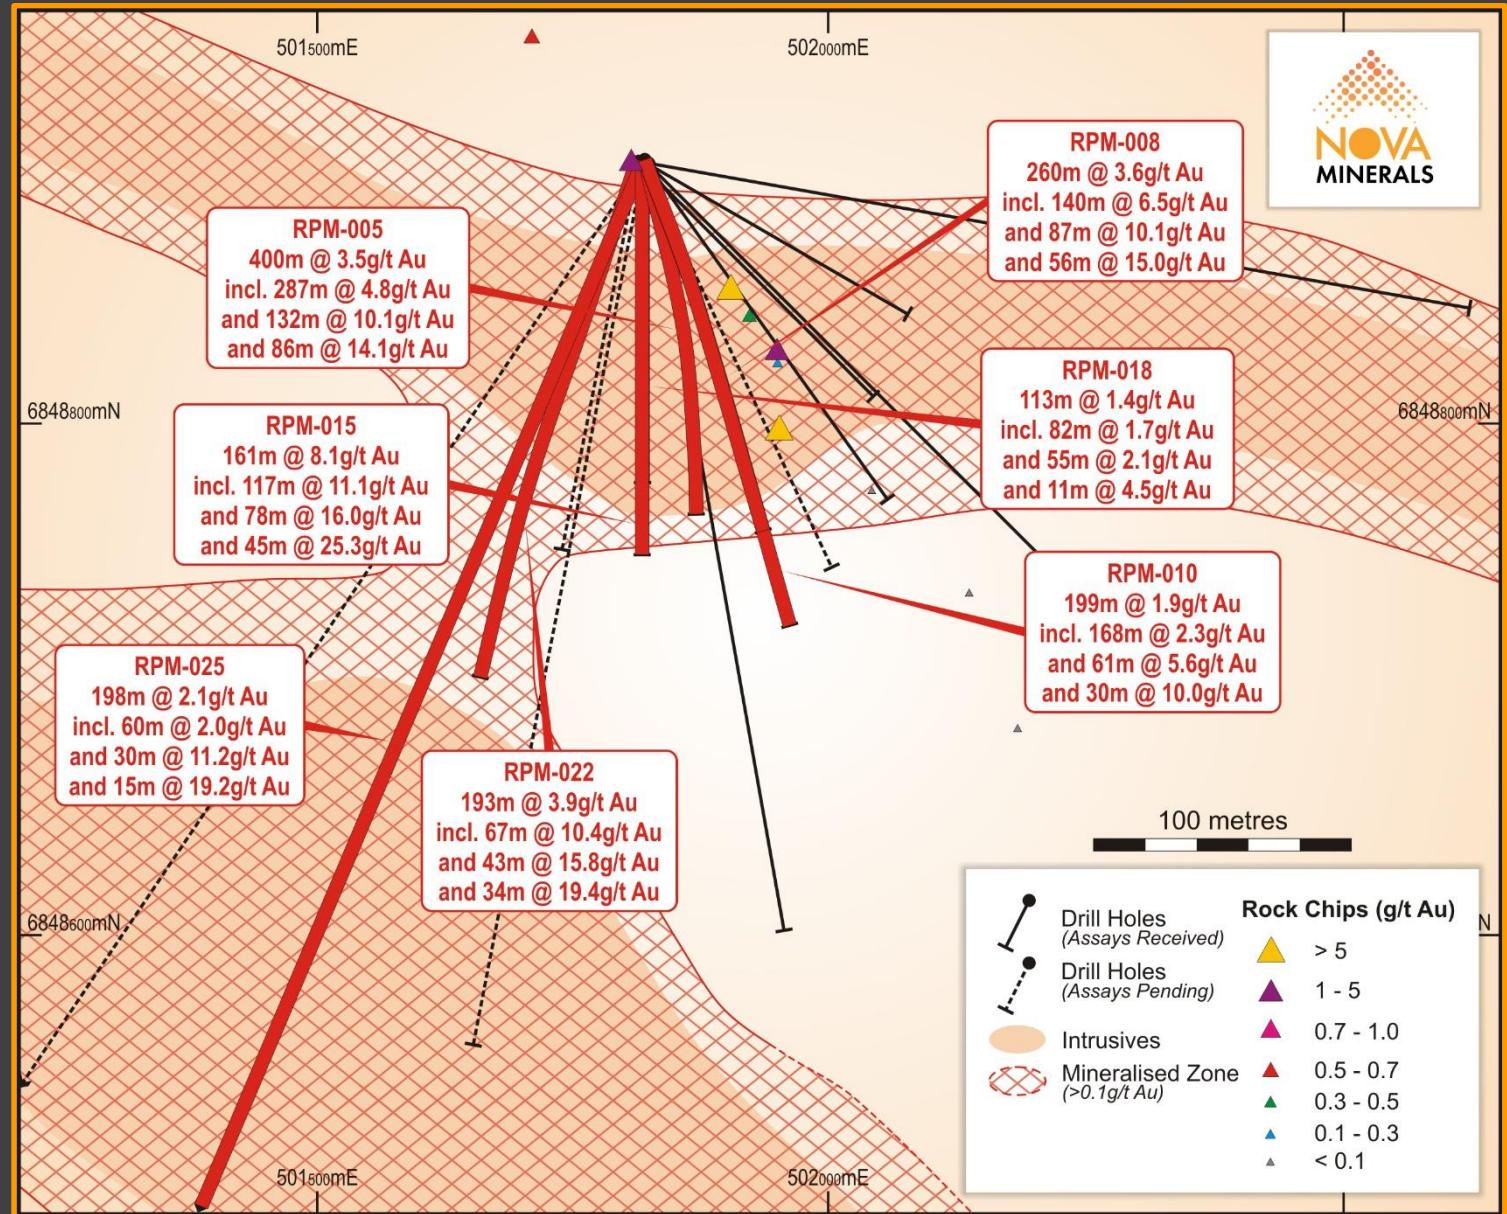 501500mE
502000mE
NOVA
MINERALS
RPM-008
260m @ 3.6g/t Au
incl. 140m @ 6.5g/t Au
and 87m @ 10.1g/t Au
and 56m @ 15.0g/t Au
RPM-005
400m @ 3.5g/t Au
incl. 287m @ 4.8g/t Au
and 132m @ 10.1g/t Au
and 86m @ 14.1g/t Au
RPM-018
113m @ 1.4g/t Au
incl. 82m @ 1.7g/t Au
and 55m @ 2.1g/t Au
and 11m @ 4.5g/t Au
6848800mN
6848800mN
RPM-015
161m @ 8.1g/t Au
incl. 117m @ 11.1g/t Au
and 78m @ 16.0g/t Au
and 45m @ 25.3g/t Au
RPM-010
199m @ 1.9g/t Au
incl. 168m @ 2.3g/t Au
and 61m @ 5.6g/t Au
and 30m @ 10.0g/t Au
RPM-025
198m @ 2.1g/t Au
incl. 60m @ 2.0g/t Au
and 30m @ 11.2g/t Au
and 15m @ 19.2g/t Au
RPM-022
193m @ 3.9g/t Au
incl. 67m @ 10.4g/t Au
and 43m @ 15.8g/t Au
and 34m @ 19.4g/t Au
100 metres
6848600mN
N
Drill Holes
(Assays Received)
Drill Holes
(Assays Pending)
Intrusives
Mineralised Zone
(>0.1g/t Au)
Rock Chips (g/t Au)
> 5
1 - 5
0.7 - 1.0
0.5 - 0.7
0.3 - 0.5
0.1 - 0.3
< 0.1
501500mE
502000mE